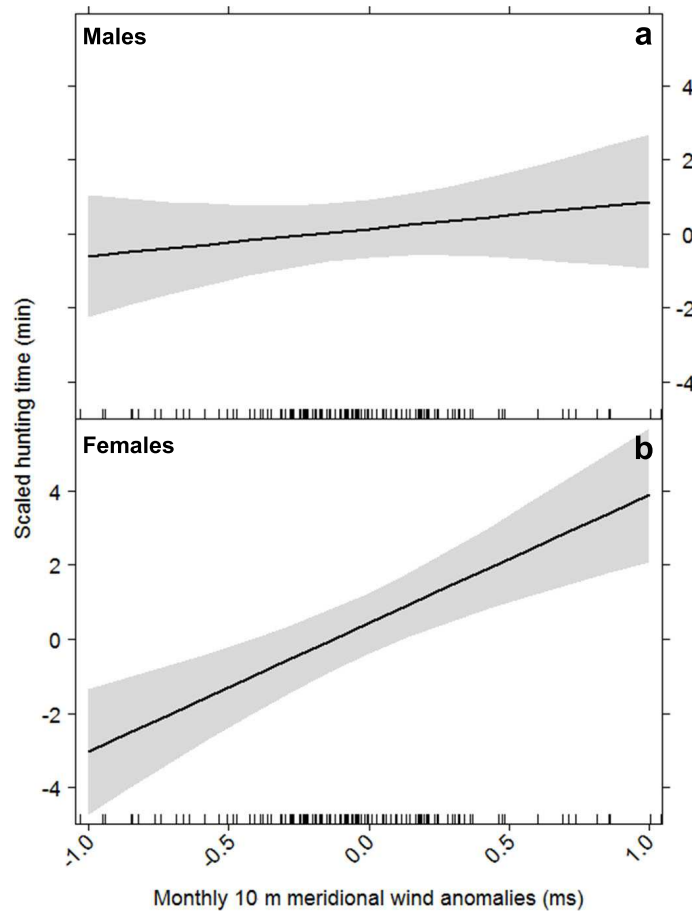 Males
a
4
2
0
-2
-4
Scaled hunting time (min)
Females
b
4
2
0
-2
-4
-1.0
-0.5
0.0
0.5
1.0
Monthly 10 m meridional wind anomalies (ms)